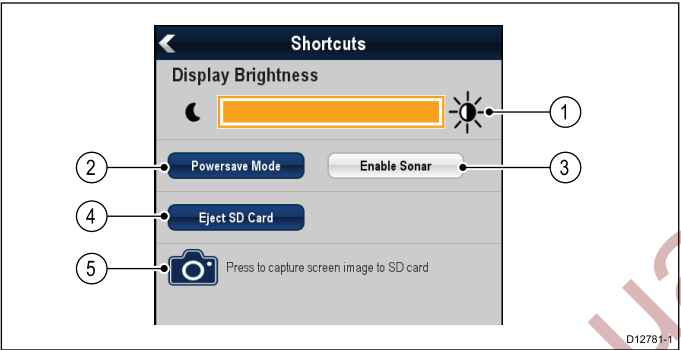 Shortcuts
Display Brightness
1
2 Powersave Mode Enable Sonar 3
4 Eject SD Card
5 Press to capture screen image to SD card
D12781-1